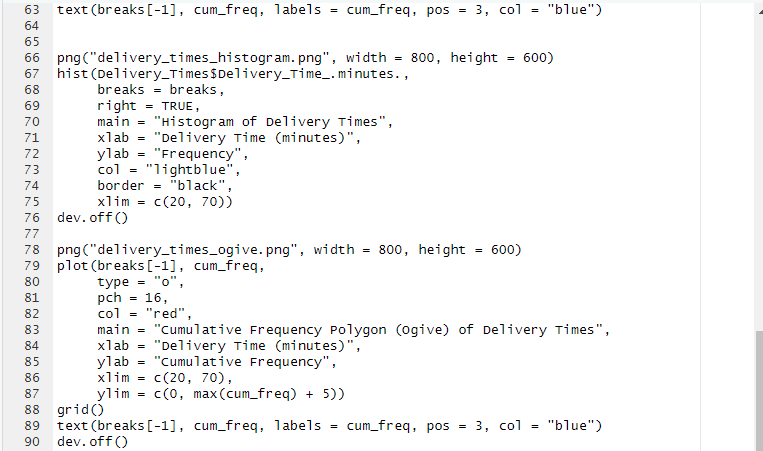 63 text(breaks[-1], cum_freq, labels = cum_freq, pos = 3, col = "blue")
64
65
66 png("delivery_times_histogram.png", width = 800, height = 600)
67 hist(Delivery_Times$Delivery_Time_.minutes.,
68      breaks = breaks,
69      right = TRUE,
70      main = "Histogram of Delivery Times",
71      xlab = "Delivery Time (minutes)",
72      ylab = "Frequency",
73      col = "lightblue",
74      border = "black",
75      xlim = c(20, 70))
76 dev.off()
77
78 png("delivery_times_ogive.png", width = 800, height = 600)
79 plot(breaks[-1], cum_freq,
80      type = "o",
81      pch = 16,
82      col = "red",
83      main = "Cumulative Frequency Polygon (Ogive) of Delivery Times",
84      xlab = "Delivery Time (minutes)",
85      ylab = "Cumulative Frequency",
86      xlim = c(20, 70),
87      ylim = c(0, max(cum_freq) + 5))
88 grid()
89 text(breaks[-1], cum_freq, labels = cum_freq, pos = 3, col = "blue")
90 dev.off()